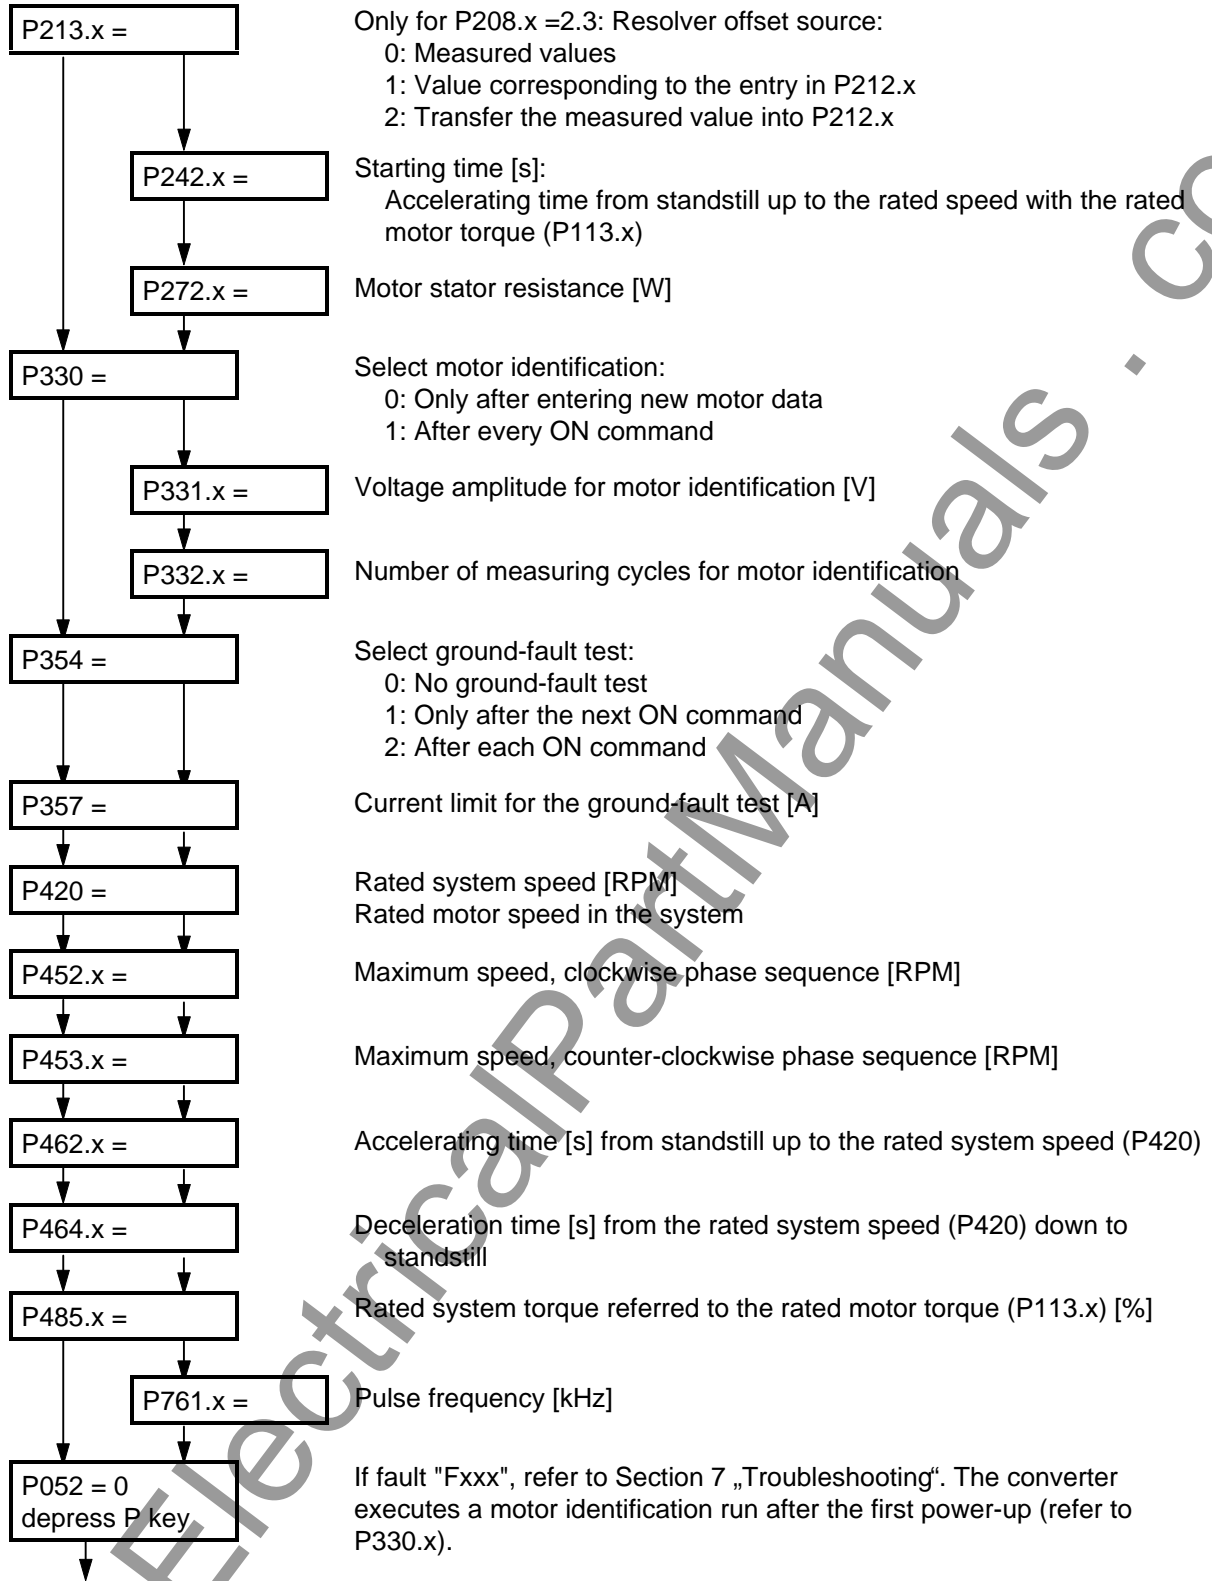 P213.x =
Only for P208.x =2.3: Resolver offset source:
0: Measured values
1: Value corresponding to the entry in P212.x
2: Transfer the measured value into P212.x
P242.x =
Starting time [s]:
Accelerating time from standstill up to the rated speed with the rated
motor torque (P113.x)
P272.x =
Motor stator resistance [W]
P330 =
Select motor identification:
0: Only after entering new motor data
1: After every ON command
P331.x =
Voltage amplitude for motor identification [V]
P332.x =
Number of measuring cycles for motor identification
P354 =
Select ground-fault test:
0: No ground-fault test
1: Only after the next ON command
2: After each ON command
P357 =
Current limit for the ground-fault test [A]
P420 =
Rated system speed [RPM]
Rated motor speed in the system
P452.x =
Maximum speed, clockwise phase sequence [RPM]
P453.x =
Maximum speed, counter-clockwise phase sequence [RPM]
P462.x =
Accelerating time [s] from standstill up to the rated system speed (P420)
P464.x =
Deceleration time [s] from the rated system speed (P420) down to
standstill
P485.x =
Rated system torque referred to the rated motor torque (P113.x) [%]
P761.x =
Pulse frequency [kHz]
P052 = 0
depress P key
If fault "Fxxx", refer to Section 7 „Troubleshooting“. The converter
executes a motor identification run after the first power-up (refer to
P330.x).
ElectricalPartManuals . co